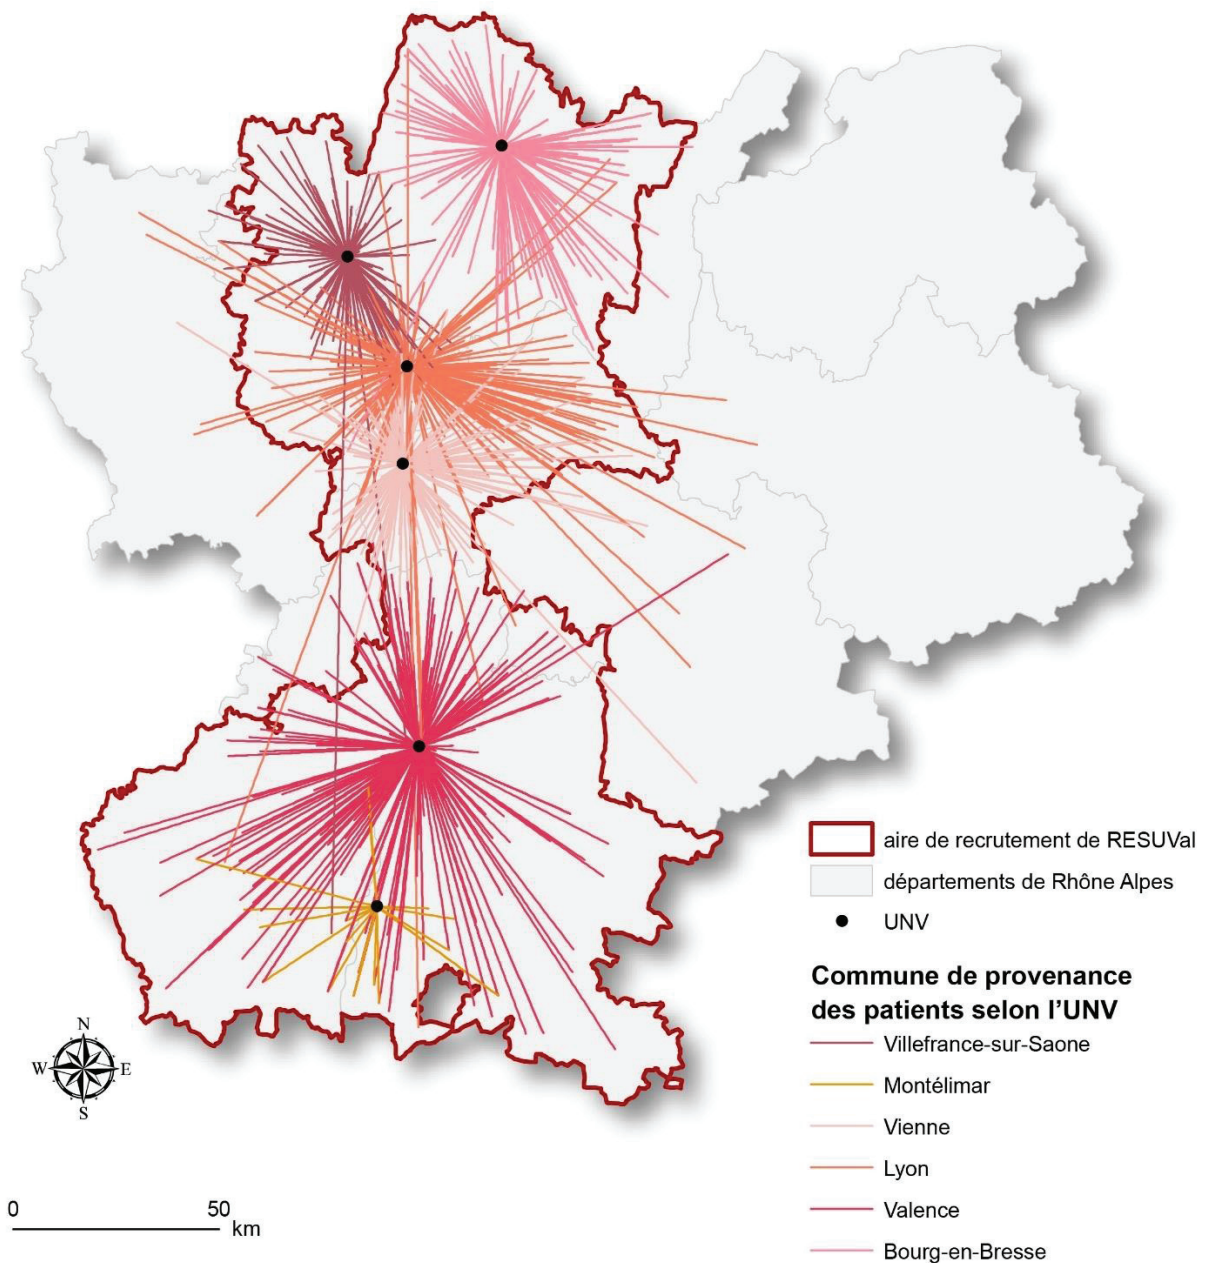 aire de recrutement de RESUVal
départements de Rhône Alpes
UNV
Commune de provenance
des patients selon l'UNV
Villefrance-sur-Saone
Montélimar
Vienne
Lyon
Valence
Bourg-en-Bresse
N
W E
S
0 50
km